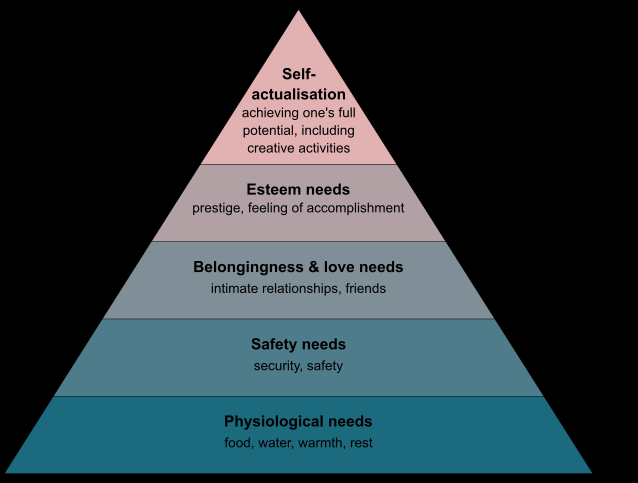 Self-
actualisation
achieving one's full
potential, including
creative activities
Esteem needs
prestige, feeling of accomplishment
Belongingness & love needs
intimate relationships, friends
Safety needs
security, safety
Physiological needs
food, water, warmth, rest